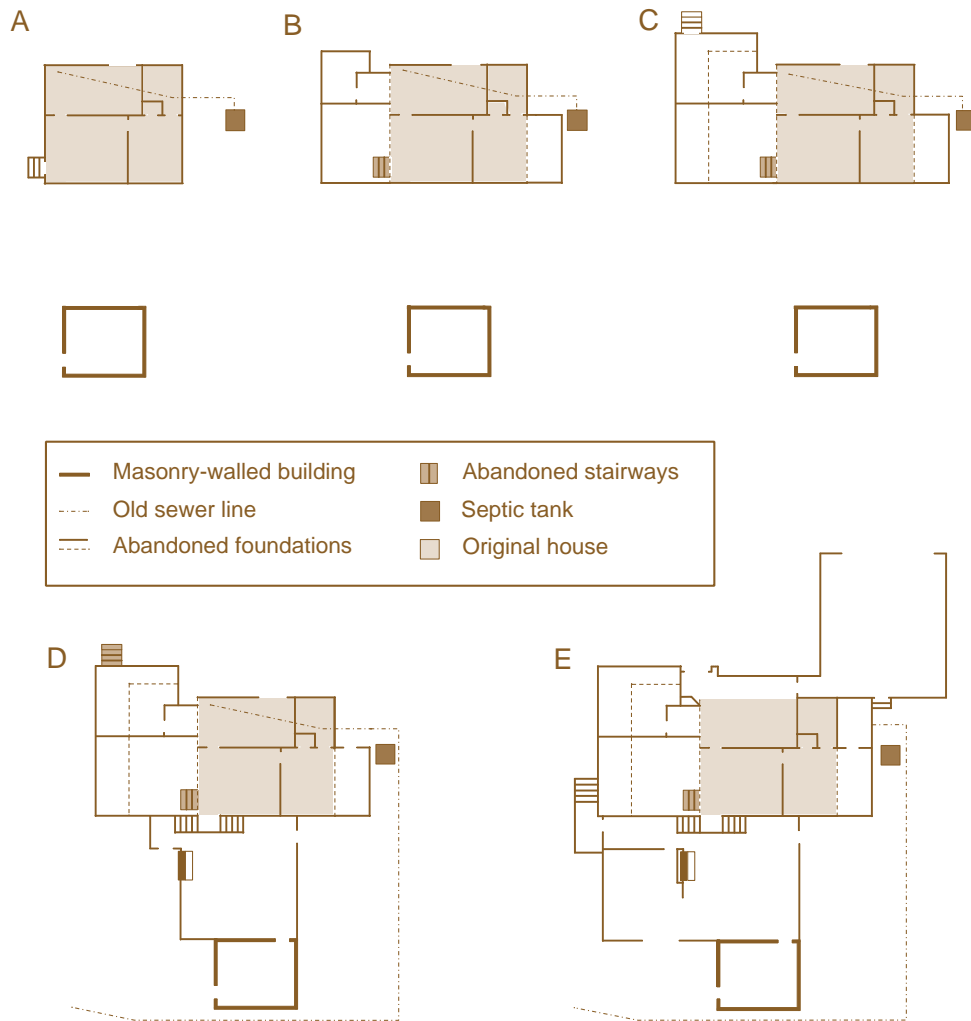 A
B
C
Masonry-walled building
Old sewer line
Abandoned foundations
Abandoned stairways
Septic tank
Original house
D
E